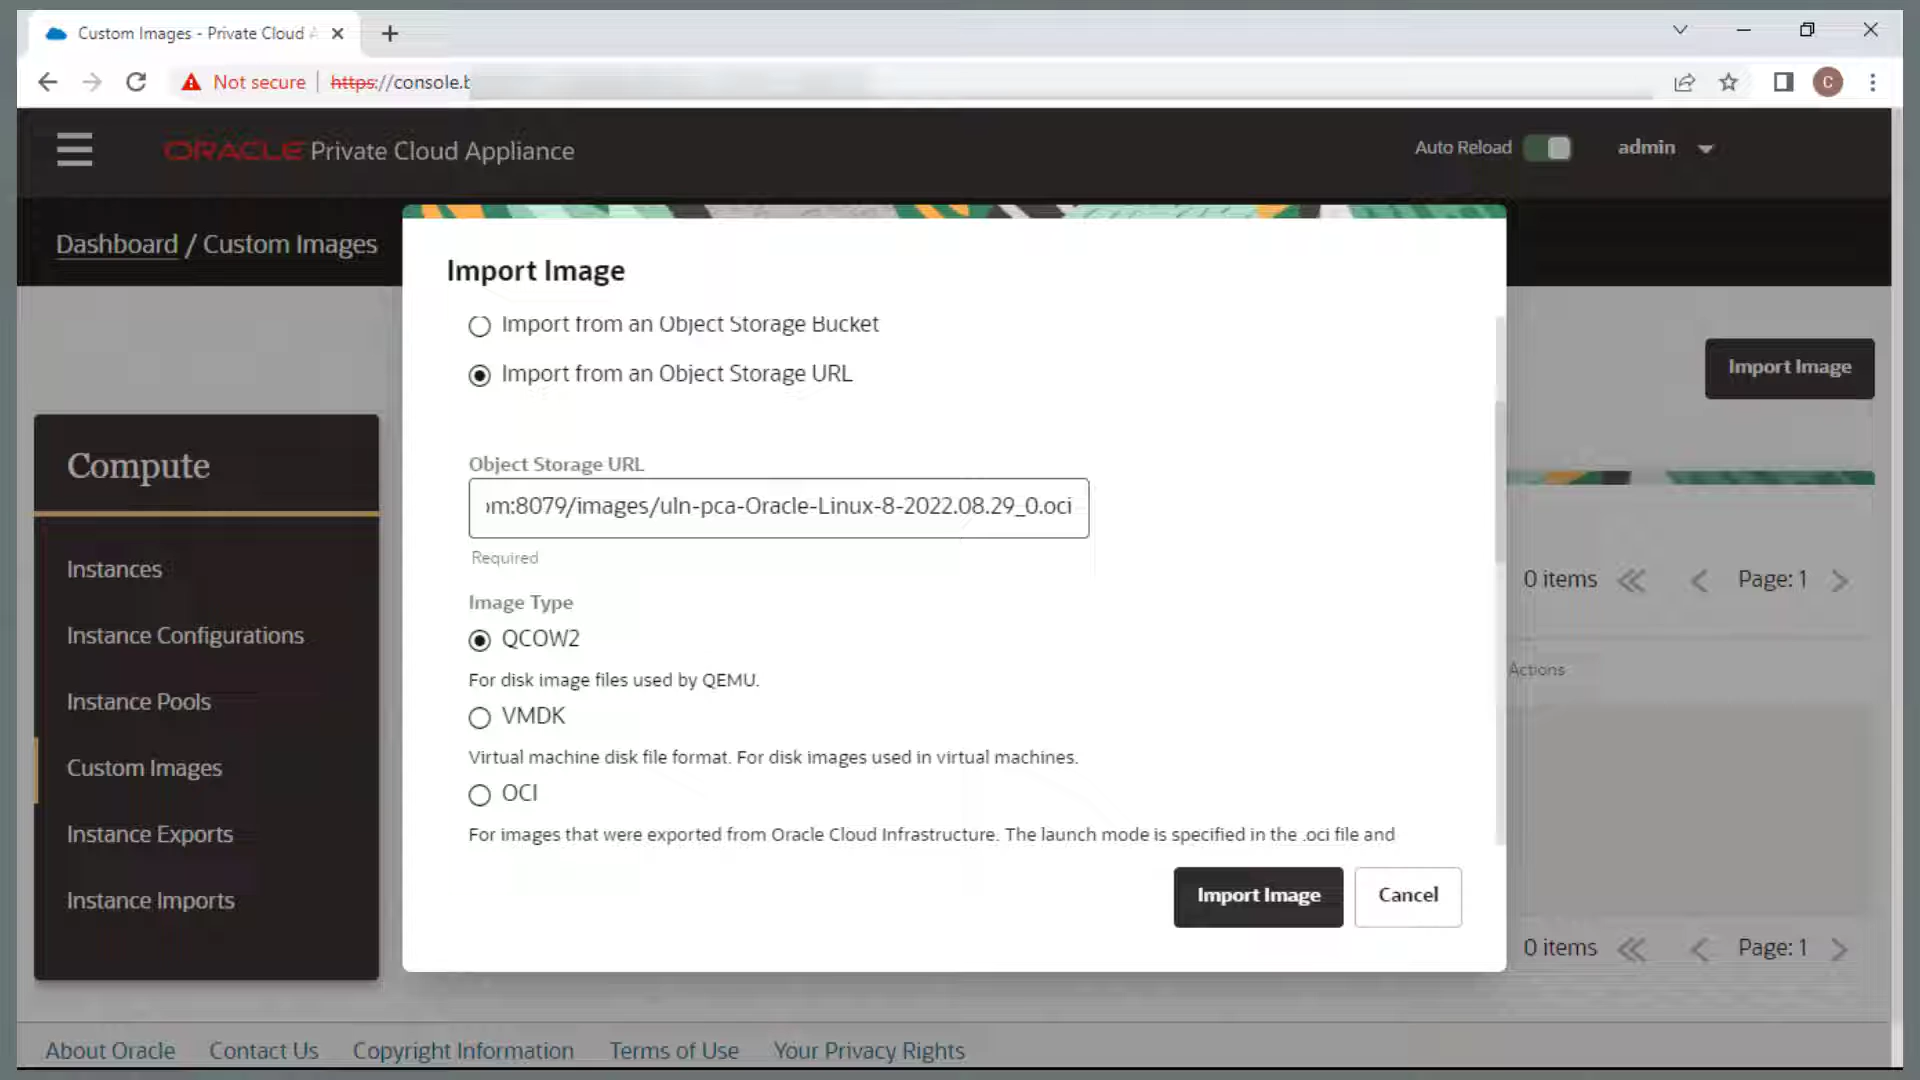 Custom Images - Private Cloud A
Not secure https://console.b
C
ORACLE Private Cloud Appliance
Auto Reload
admin
Dashboard / Custom Images
Import Image
Compute
Instances
Instance Configurations
Instance Pools
Custom Images
Instance Exports
Instance Imports
Import Image
Import from an Object Storage Bucket
Import from an Object Storage URL
Object Storage URL
om:8079/images/uln-pca-Oracle-Linux-8-2022.08.29_0.oci
Required
Image Type
QCOW2
For disk image files used by QEMU.
VMDK
Virtual machine disk file format. For disk images used in virtual machines.
OCI
For images that were exported from Oracle Cloud Infrastructure. The launch mode is specified in the .oci file and
Import Image
Cancel
0 items Page: 1
Actions
0 items Page: 1
About Oracle Contact Us Copyright Information Terms of Use Your Privacy Rights